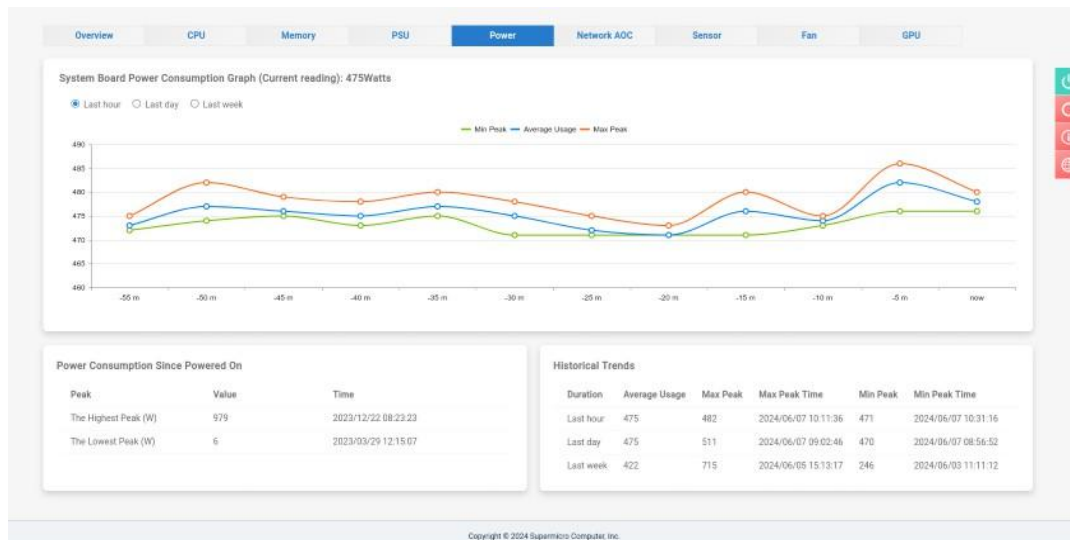 Overview CPU Memory PSU Power Network AOC Sensor Fan GPU
System Board Power Consumption Graph (Current reading): 475Watts
Last hour Last day Last week
Min Peak Average Usage Max Peak
490
485
480
475
470
465
460
-55 m -50 m -45 m -40 m -35 m -30 m -25 m -20 m -15 m -10 m -5 m now
Power Consumption Since Powered On
Peak Value Time
The Highest Peak (W) 979 2023/12/22 08:23:23
The Lowest Peak (W) 6 2023/03/29 12:15:07
Historical Trends
Duration Average Usage Max Peak Max Peak Time Min Peak Min Peak Time
Last hour 475 482 2024/06/07 10:11:36 471 2024/06/07 10:31:16
Last day 475 511 2024/06/07 09:02:46 470 2024/06/07 08:56:52
Last week 422 715 2024/06/05 15:13:17 246 2024/06/03 11:11:12
Copyright © 2024 Supermicro Computer, Inc.